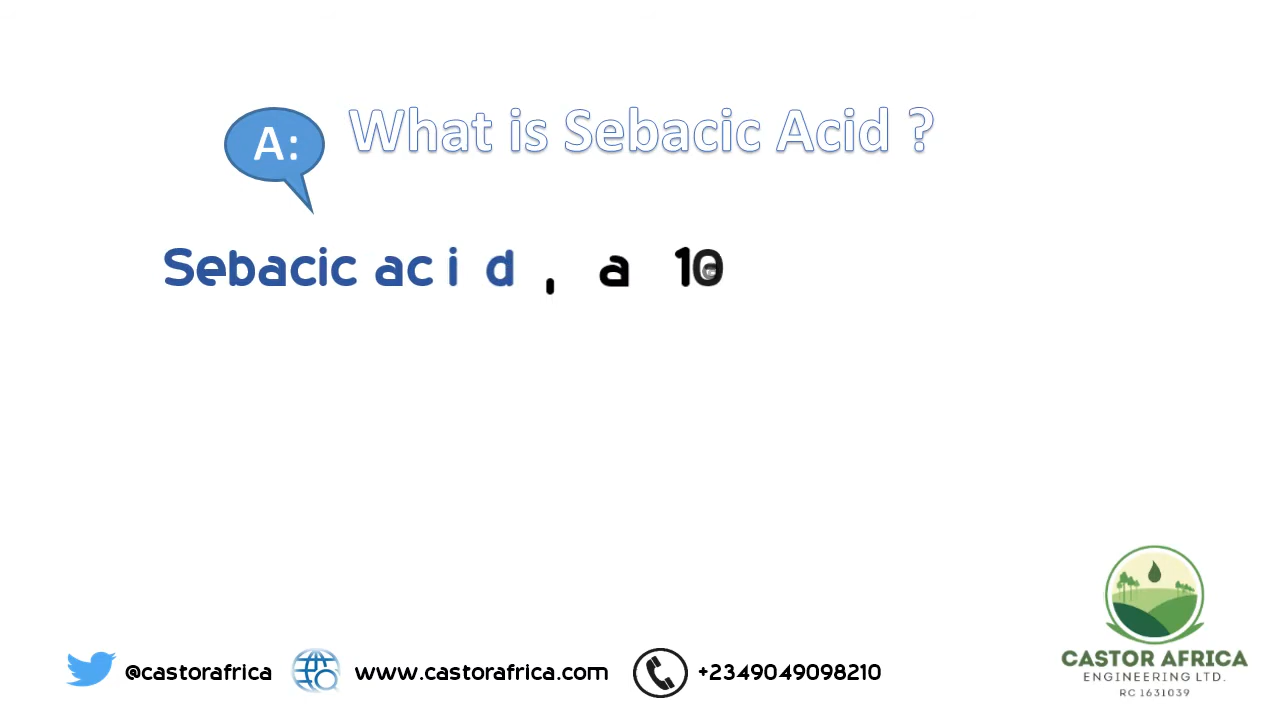 A:
What is Sebacic Acid ?
Sebacic acid, a 10
@castorafrica
www.castorafrica.com
+2349049098210
CASTOR AFRICA
ENGINEERING LTD.
RC 1631039